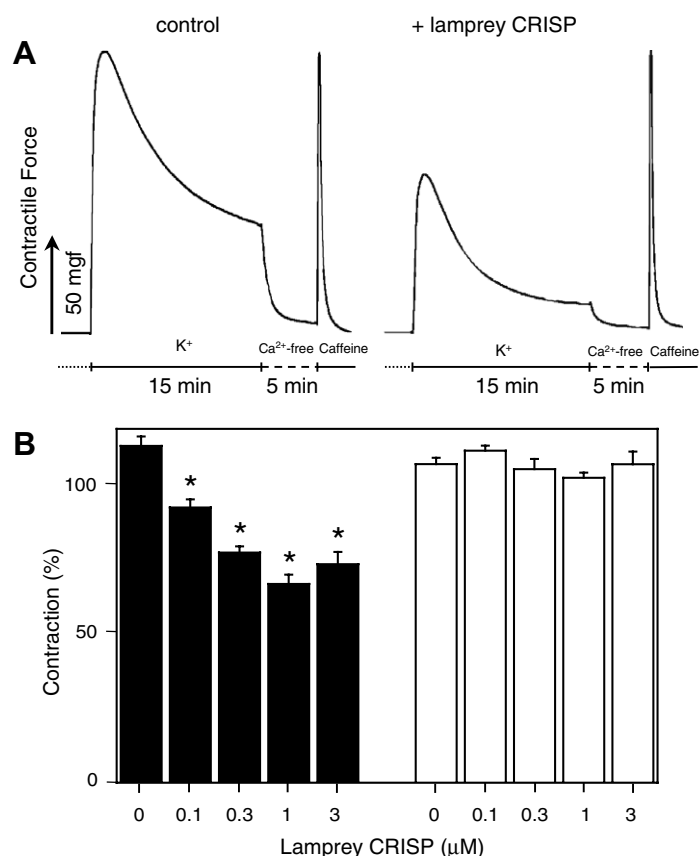 control
+ lamprey CRISP
A
Contractile Force
50 mgf
K⁺
Ca²⁺-free
Caffeine
15 min
5 min
K⁺
Ca²⁺-free
Caffeine
15 min
5 min
B
Contraction (%)
100
50
0
* * * *
0 0.1 0.3 1 3
0 0.1 0.3 1 3
Lamprey CRISP (μM)